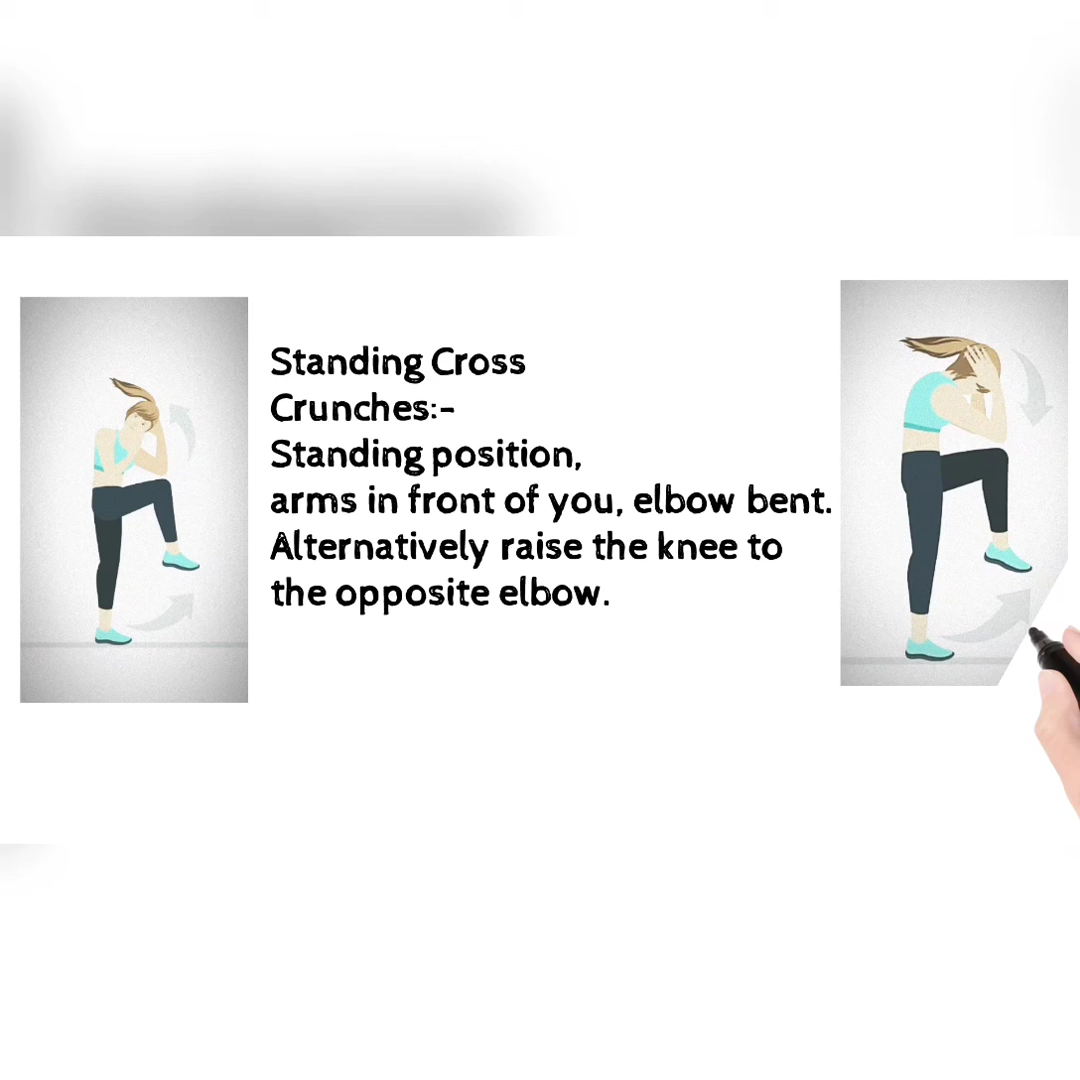 Standing Cross
Crunches:-
Standing position,
arms in front of you, elbow bent.
Alternatively raise the knee to
the opposite elbow.